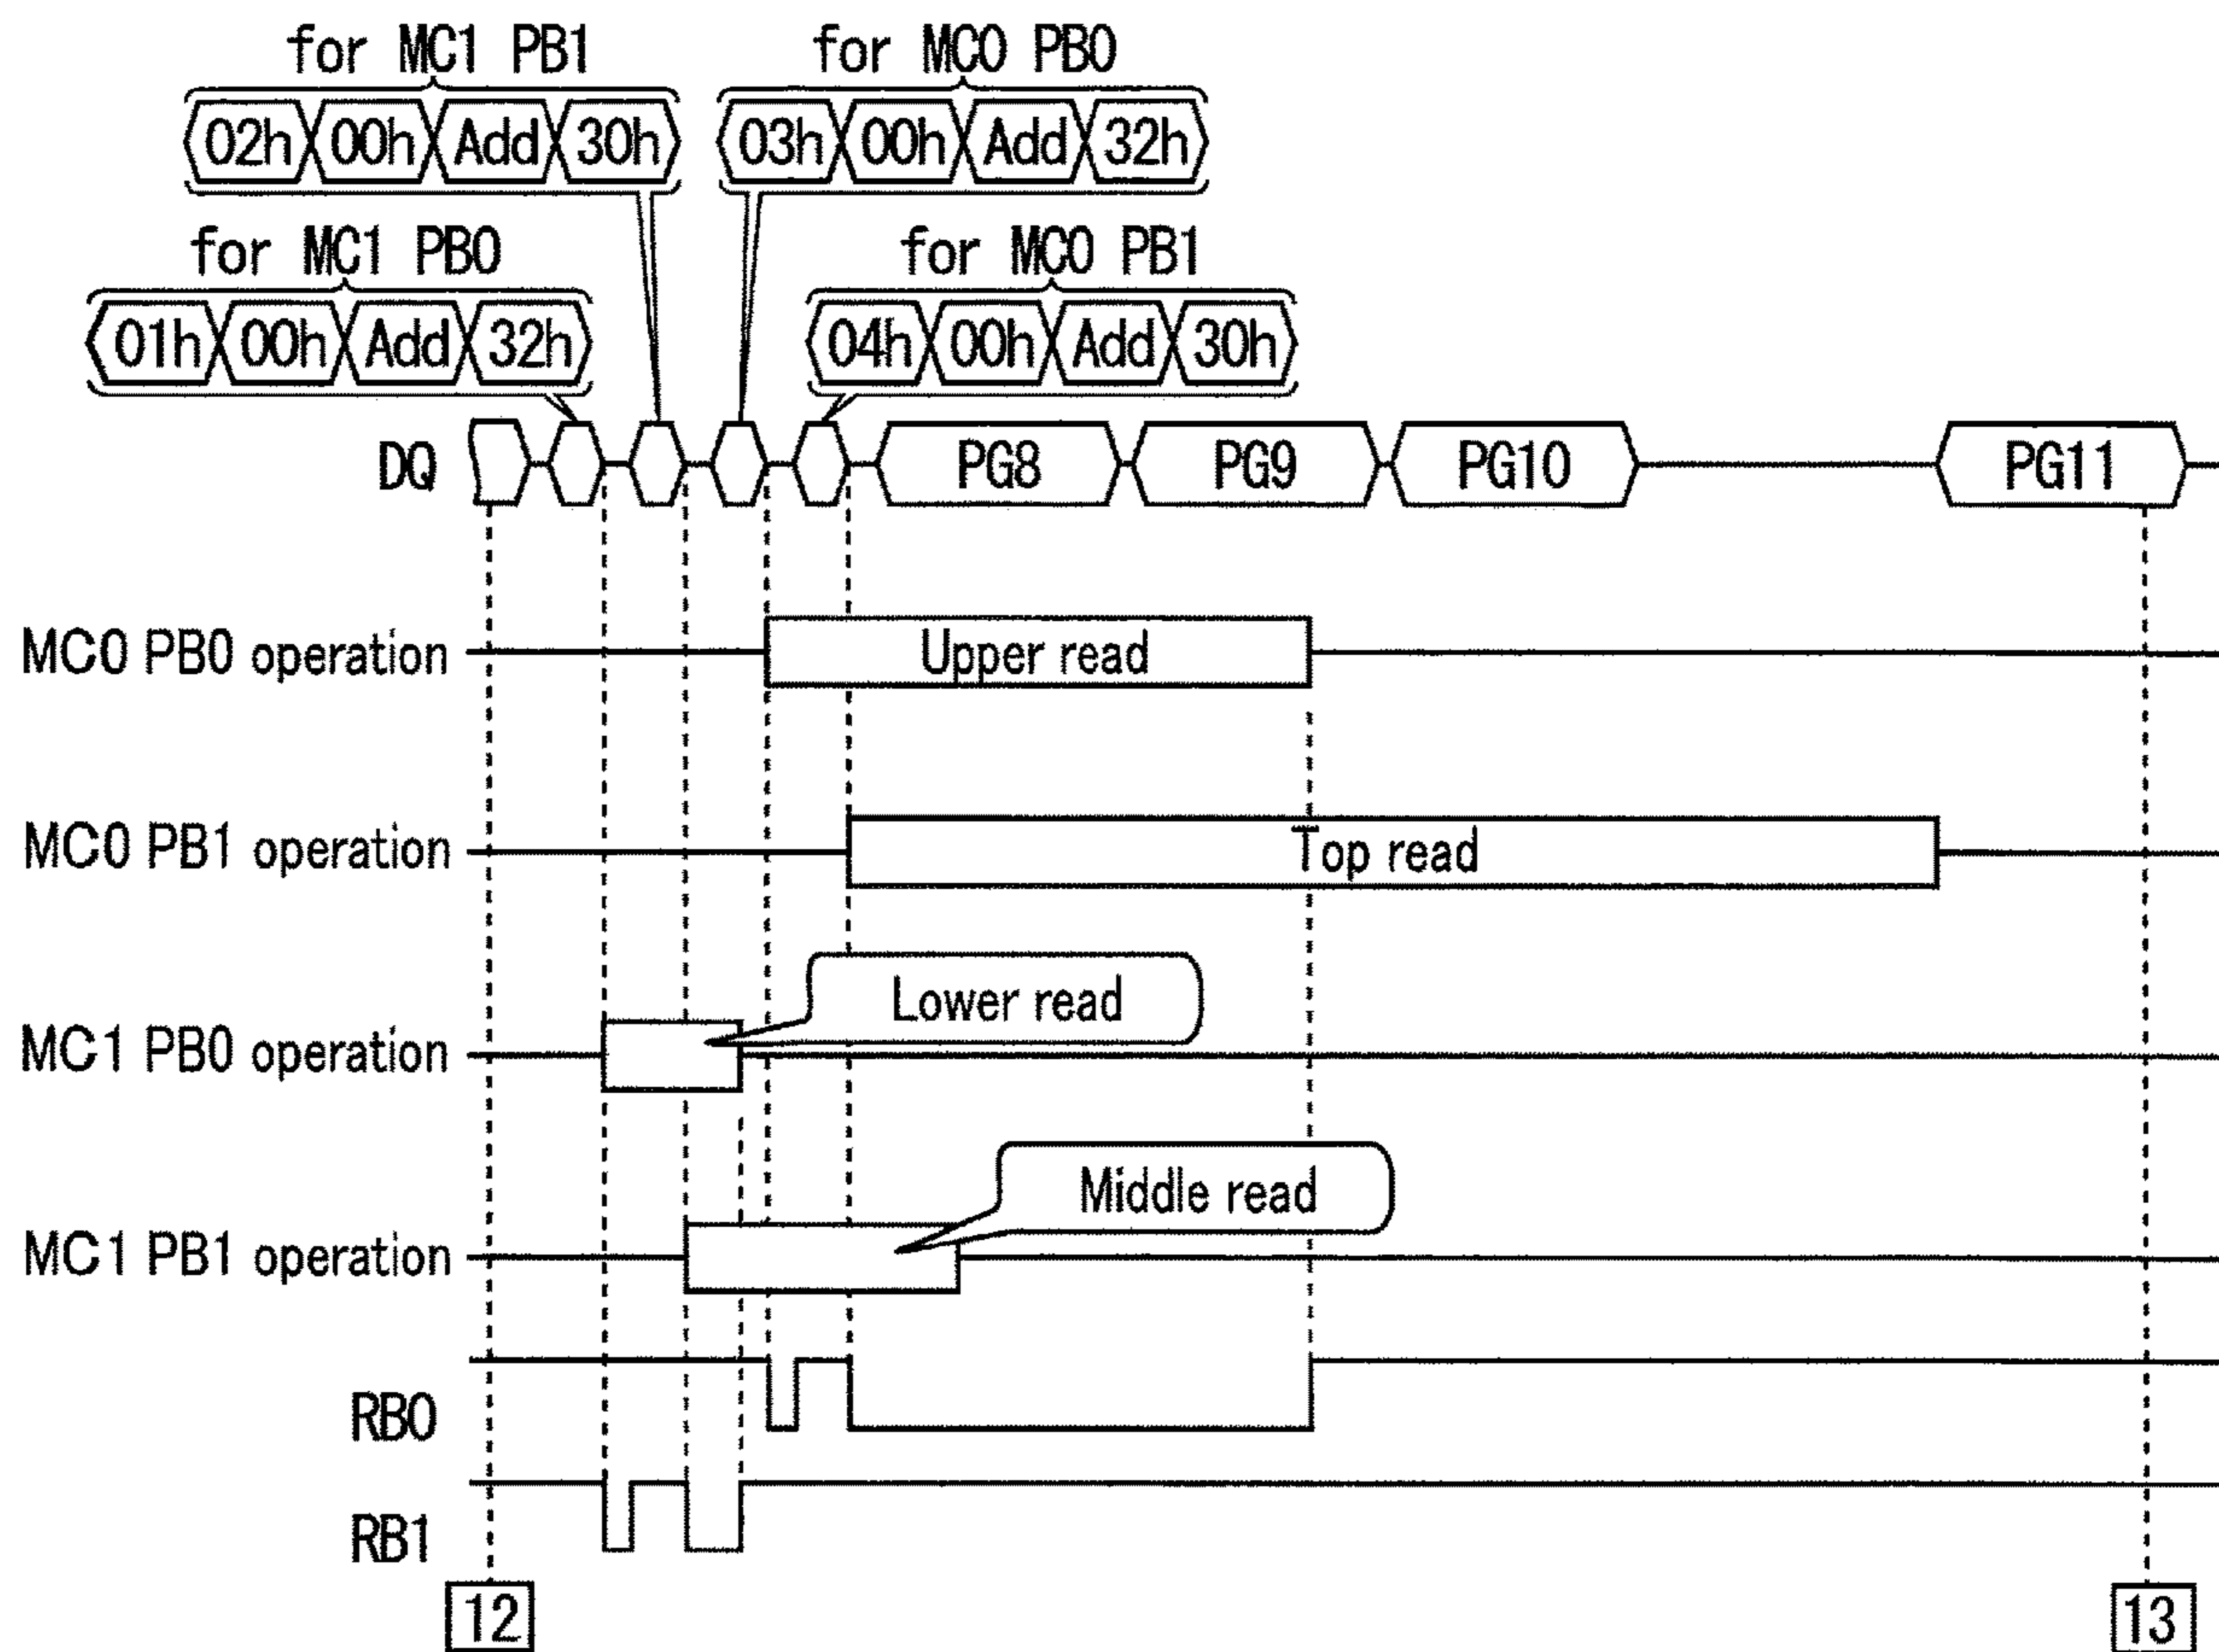 for MC1 PB1
for MC0 PB0
02h 00h Add 30h
03h 00h Add 32h
for MC1 PB0
for MC0 PB1
01h 00h Add 32h
04h 00h Add 30h
DQ PG8 PG9 PG10 PG11
MC0 PB0 operation Upper read
MC0 PB1 operation Top read
Lower read
MC1 PB0 operation
Middle read
MC1 PB1 operation
RB0
RB1
12 13